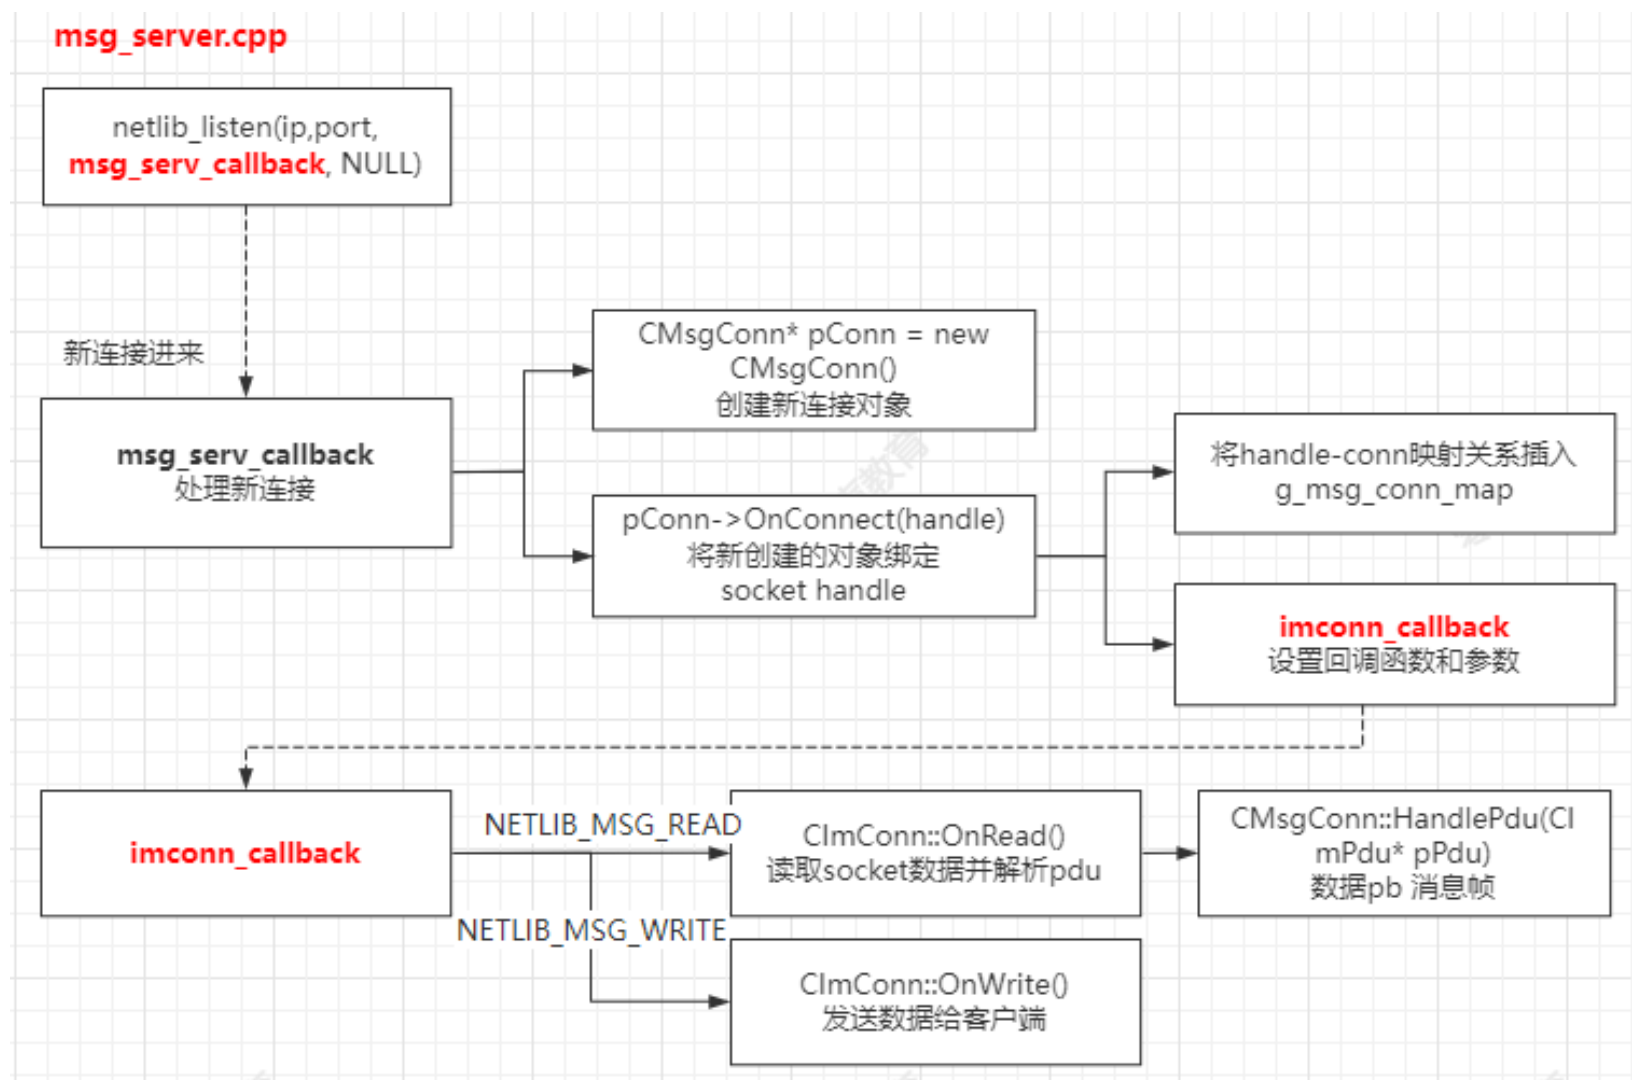 msg_server.cpp
netlib_listen(ip,port,
msg_serv_callback, NULL)
新连接进来
msg_serv_callback
处理新连接
CMsgConn* pConn = new
CMsgConn()
创建新连接对象
pConn->OnConnect(handle)
将新创建的对象绑定
socket handle
将handle-conn映射关系插入
g_msg_conn_map
imconn_callback
设置回调函数和参数
imconn_callback
NETLIB_MSG_READ
NETLIB_MSG_WRITE
CImConn::OnRead()
读取socket数据并解析pdu
CMsgConn::HandlePdu(CI
mPdu* pPdu)
数据pb 消息帧
CImConn::OnWrite()
发送数据给客户端
教育